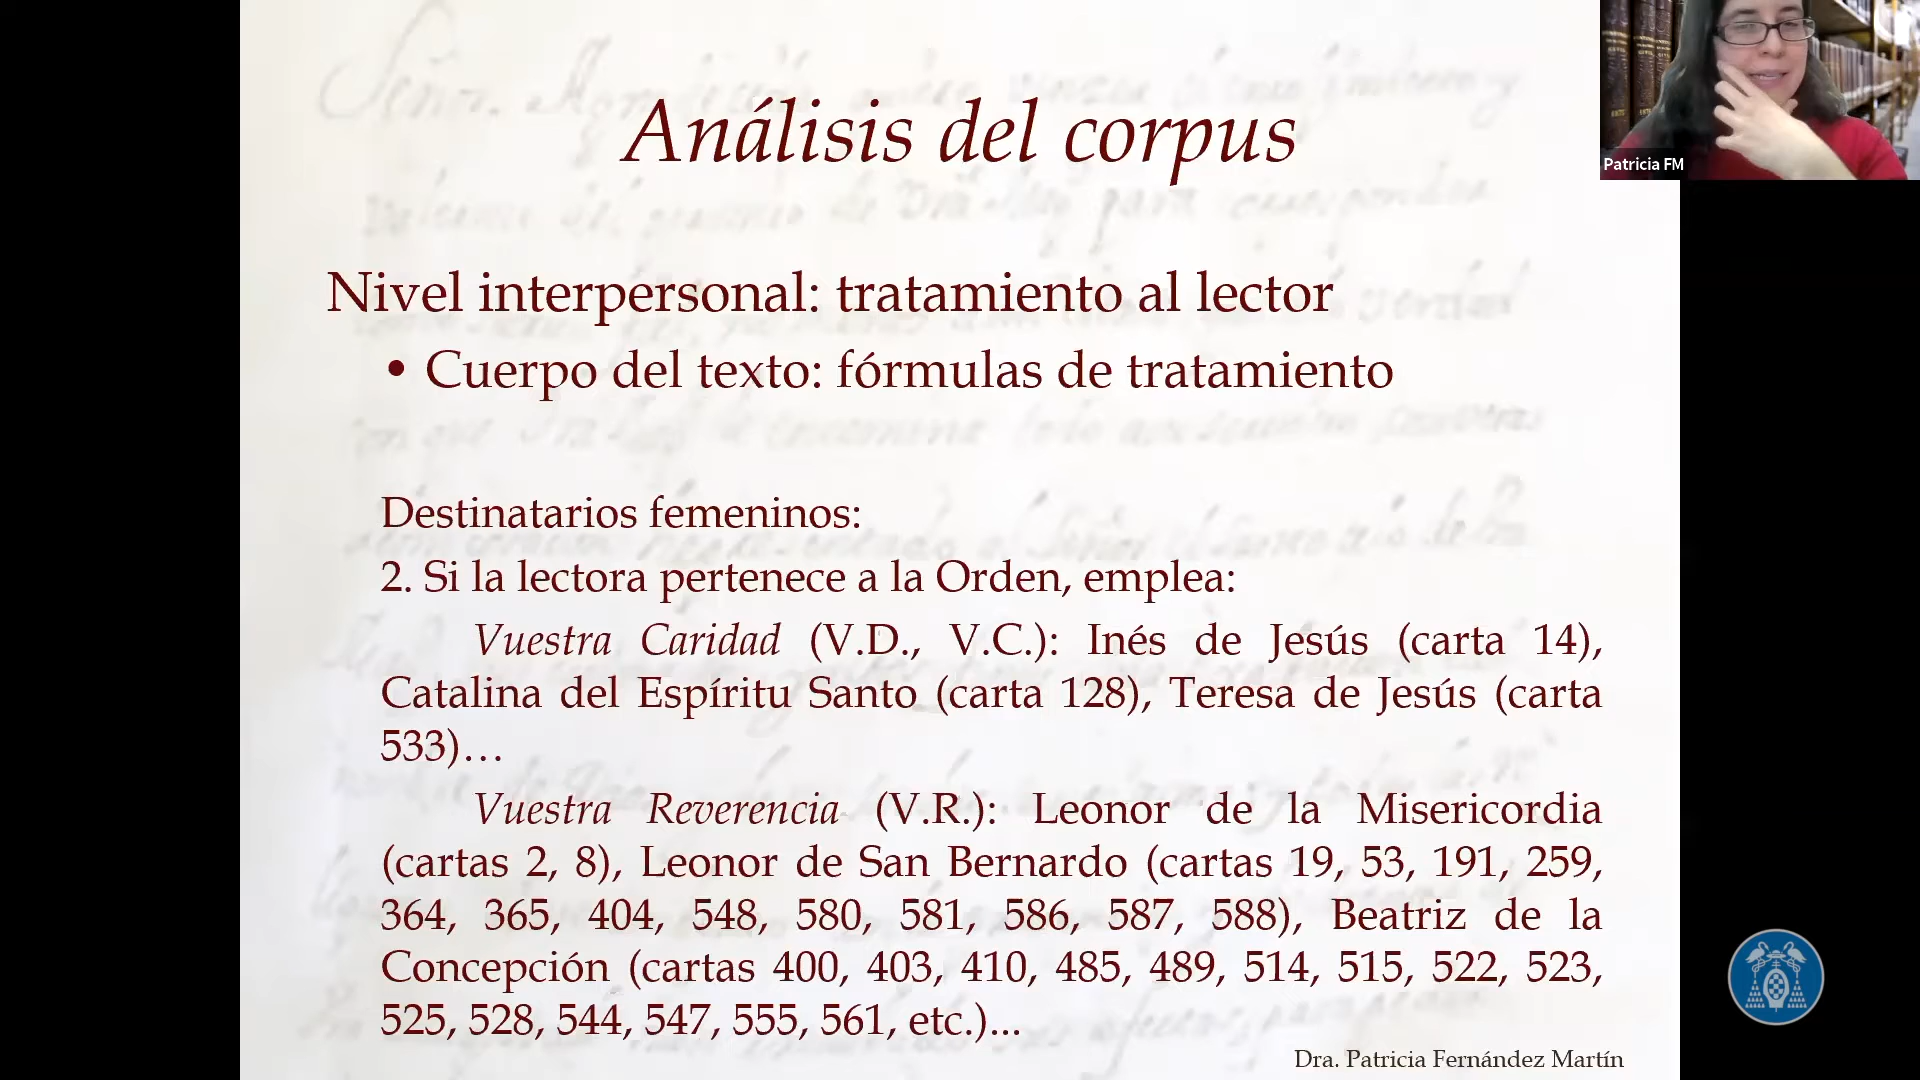 Análisis del corpus
Patricia FM
Nivel interpersonal: tratamiento al lector
• Cuerpo del texto: fórmulas de tratamiento
Destinatarios femeninos:
2. Si la lectora pertenece a la Orden, emplea:
Vuestra Caridad (V.D., V.C.): Inés de Jesús (carta 14),
Catalina del Espíritu Santo (carta 128), Teresa de Jesús (carta
533)…
Vuestra Reverencia (V.R.): Leonor de la Misericordia
(cartas 2, 8), Leonor de San Bernardo (cartas 19, 53, 191, 259,
364, 365, 404, 548, 580, 581, 586, 587, 588), Beatriz de la
Concepción (cartas 400, 403, 410, 485, 489, 514, 515, 522, 523,
525, 528, 544, 547, 555, 561, etc.)...
Dra. Patricia Fernández Martín